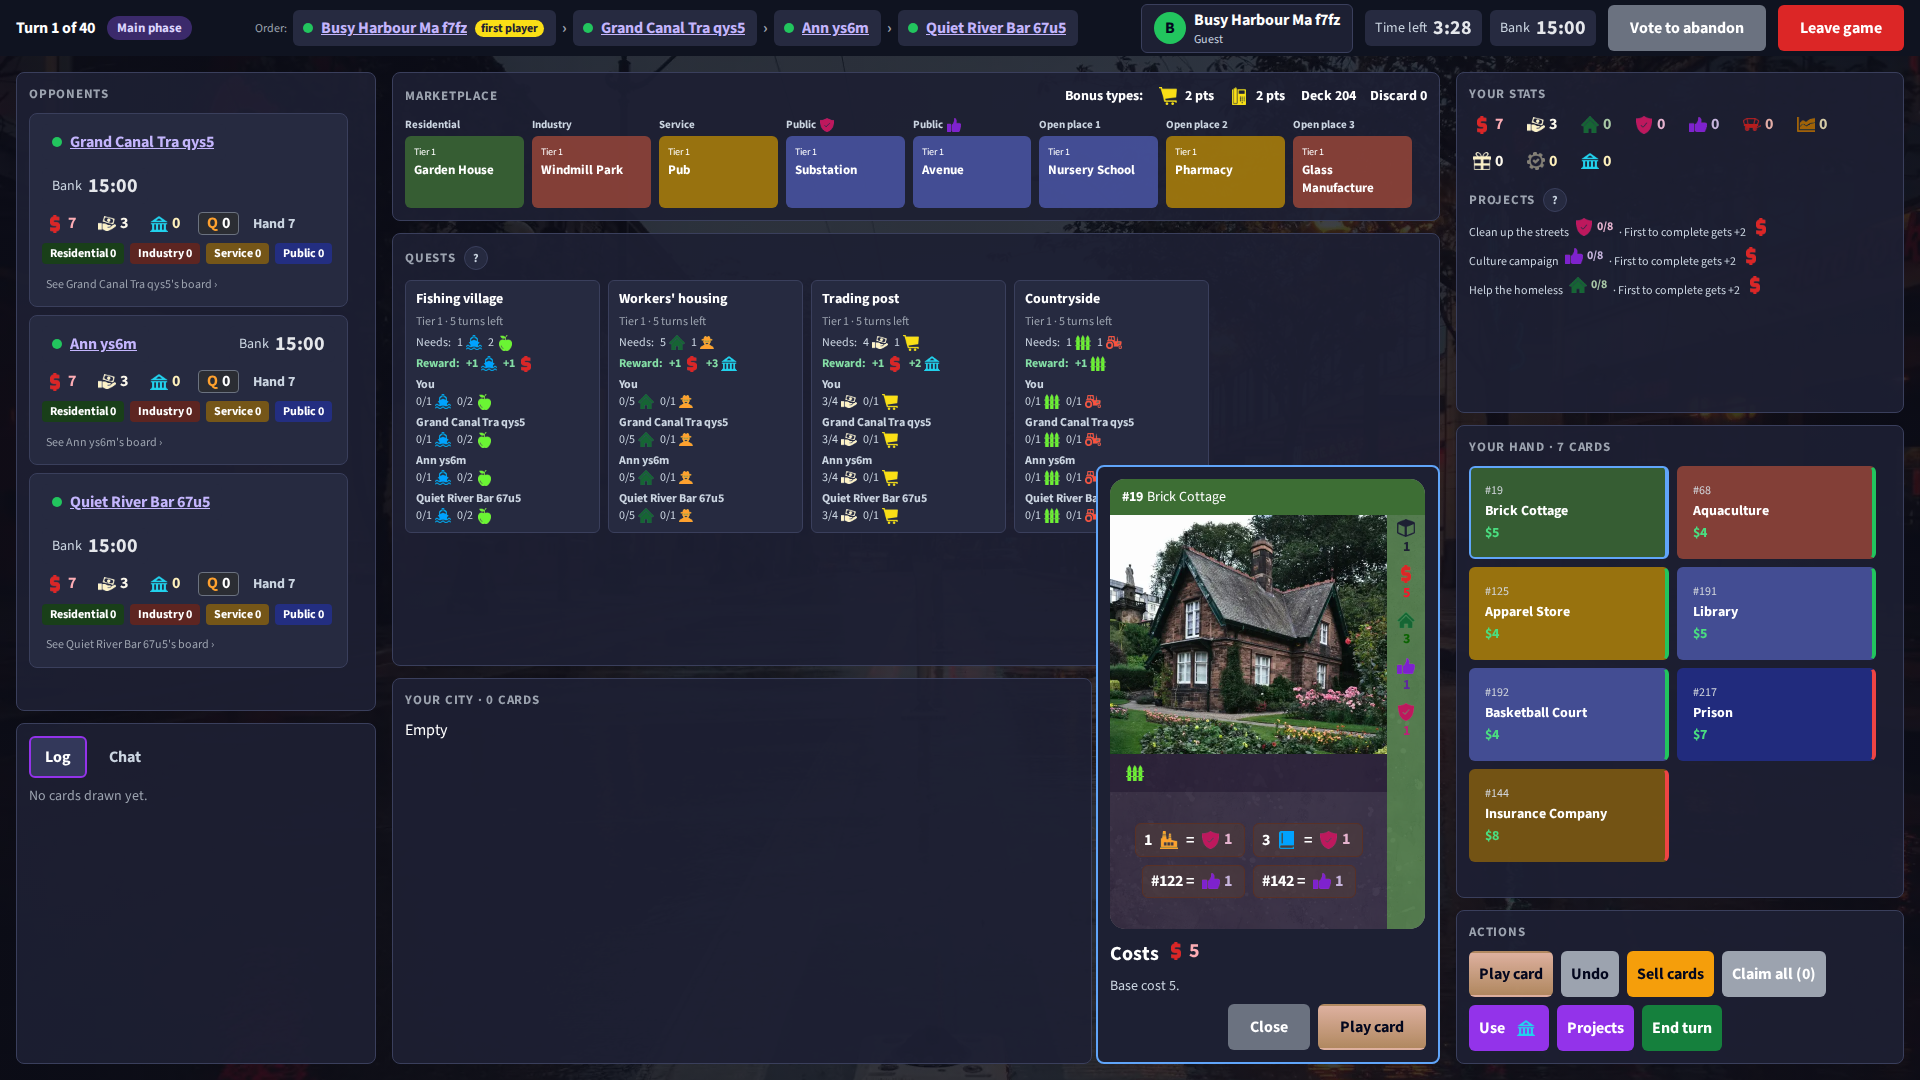 Turn 1 of 40 Main phase Order: Busy Harbour Ma f7fz first player › Grand Canal Tra qys5 › Ann ys6m › Quiet River Bar 67u5 B Busy Harbour Ma f7fz Guest Time left 3:28 Bank 15:00 Vote to abandon Leave game
OPPONENTS
Grand Canal Tra qys5
Bank 15:00
7 3 0 Q 0 Hand 7
Residential 0 Industry 0 Service 0 Public 0
See Grand Canal Tra qys5's board ›
Ann ys6m Bank 15:00
7 3 0 Q 0 Hand 7
Residential 0 Industry 0 Service 0 Public 0
See Ann ys6m's board ›
Quiet River Bar 67u5
Bank 15:00
7 3 0 Q 0 Hand 7
Residential 0 Industry 0 Service 0 Public 0
See Quiet River Bar 67u5's board ›
Log Chat
No cards drawn yet.
MARKETPLACE Bonus types: 2 pts 2 pts Deck 204 Discard 0
Residential Industry Service Public Public Open place 1 Open place 2 Open place 3
Tier 1 Tier 1 Tier 1 Tier 1 Tier 1 Tier 1 Tier 1 Tier 1
Garden House Windmill Park Pub Substation Avenue Nursery School Pharmacy Glass
Manufacture
QUESTS ?
Fishing village
Tier 1 · 5 turns left
Needs: 1 2
Reward: +1 +1
You
0/1 0/2
Grand Canal Tra qys5
0/1 0/2
Ann ys6m
0/1 0/2
Quiet River Bar 67u5
0/1 0/2
Workers' housing
Tier 1 · 5 turns left
Needs: 5 1
Reward: +1 +3
You
0/5 0/1
Grand Canal Tra qys5
0/5 0/1
Ann ys6m
0/5 0/1
Quiet River Bar 67u5
0/5 0/1
Trading post
Tier 1 · 5 turns left
Needs: 4 1
Reward: +1 +2
You
3/4 0/1
Grand Canal Tra qys5
3/4 0/1
Ann ys6m
3/4 0/1
Quiet River Bar 67u5
3/4 0/1
Countryside
Tier 1 · 5 turns left
Needs: 1 1
Reward: +1
You
0/1 0/1
Grand Canal Tra qys5
0/1 0/1
Ann ys6m
0/1 0/1
Quiet River Ba
0/1 0/1
YOUR CITY · 0 CARDS
Empty
#19 Brick Cottage
1
5
3
1
1
1 = 1 3 = 1
#122 = 1 #142 = 1
Costs $ 5
Base cost 5.
Close Play card
YOUR STATS
7 3 0 0 0 0 0
0 0 0
PROJECTS ?
Clean up the streets 0/8 · First to complete gets +2
Culture campaign 0/8 · First to complete gets +2
Help the homeless 0/8 · First to complete gets +2
YOUR HAND · 7 CARDS
#19
Brick Cottage
$5
#68
Aquaculture
$4
#125
Apparel Store
$4
#191
Library
$5
#192
Basketball Court
$4
#217
Prison
$7
#144
Insurance Company
$8
ACTIONS
Play card Undo Sell cards Claim all (0)
Use Projects End turn